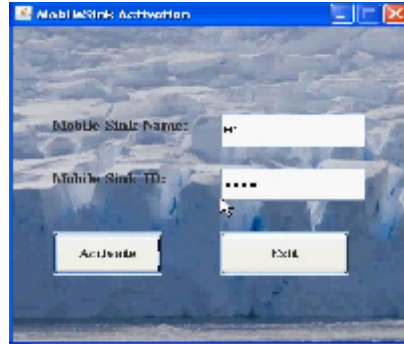 MobileSink Activation
Mobile Sink Name:
Mobile Sink ID: ••••
Activate Exit